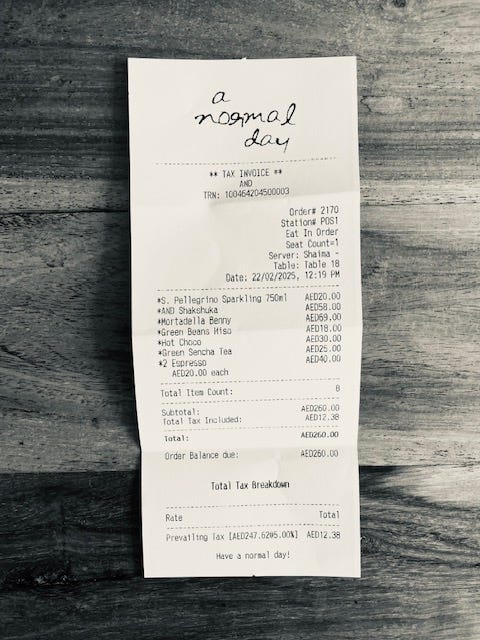 a
normal
day
** TAX INVOICE **
AND
TRN: 100464204500003
Order# 2170
Station# POS1
Eat In Order
Seat Count=1
Server: Shaima -
Table: Table 18
Date: 22/02/2025, 12:19 PM
*S. Pellegrino Sparkling 750ml AED20.00
*AND Shakshuka AED58.00
*Mortadella Benny AED69.00
*Green Beans Miso AED18.00
*Hot Choco AED30.00
*Green Sencha Tea AED25.00
*2 Espresso AED40.00
AED20.00 each
Total Item Count: 8
Subtotal: AED260.00
Total Tax Included: AED12.38
Total: AED260.00
Order Balance due: AED260.00
Total Tax Breakdown
Rate Total
Prevailing Tax [AED247.62@5.00%] AED12.38
Have a normal day!